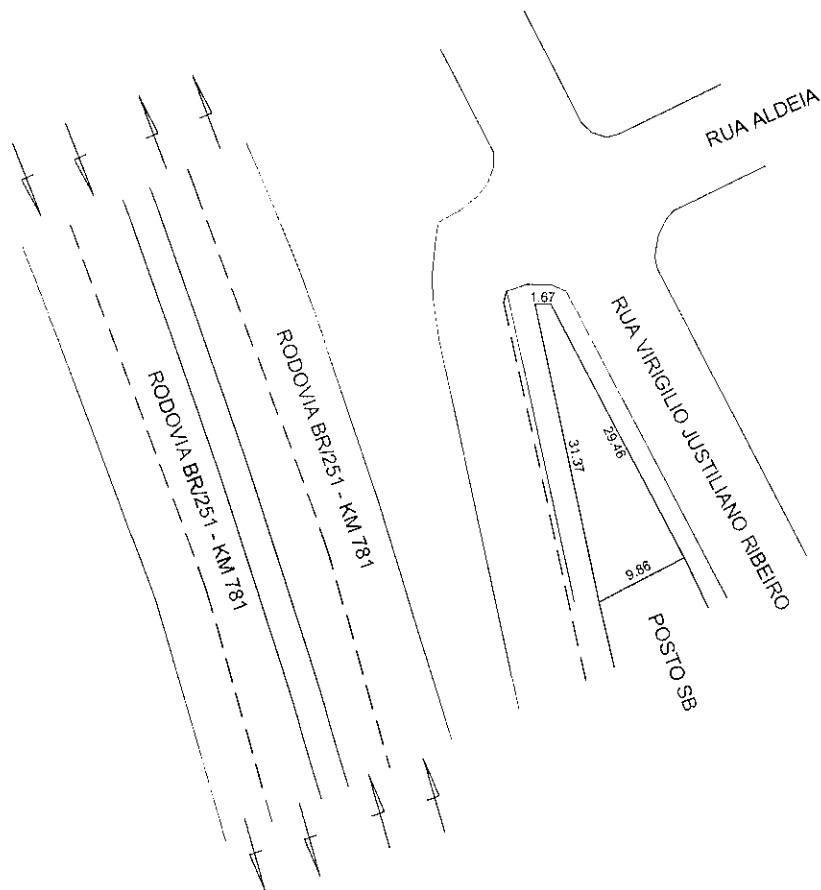 RUA ALDEIA
1.67
RUA VIRIGILIO JUSTILIANO RIBEIRO
RODOVIA BR/251 - KM 781
RODOVIA BR/251 - KM 781
31.37
29.46
9.86
POSTO SB